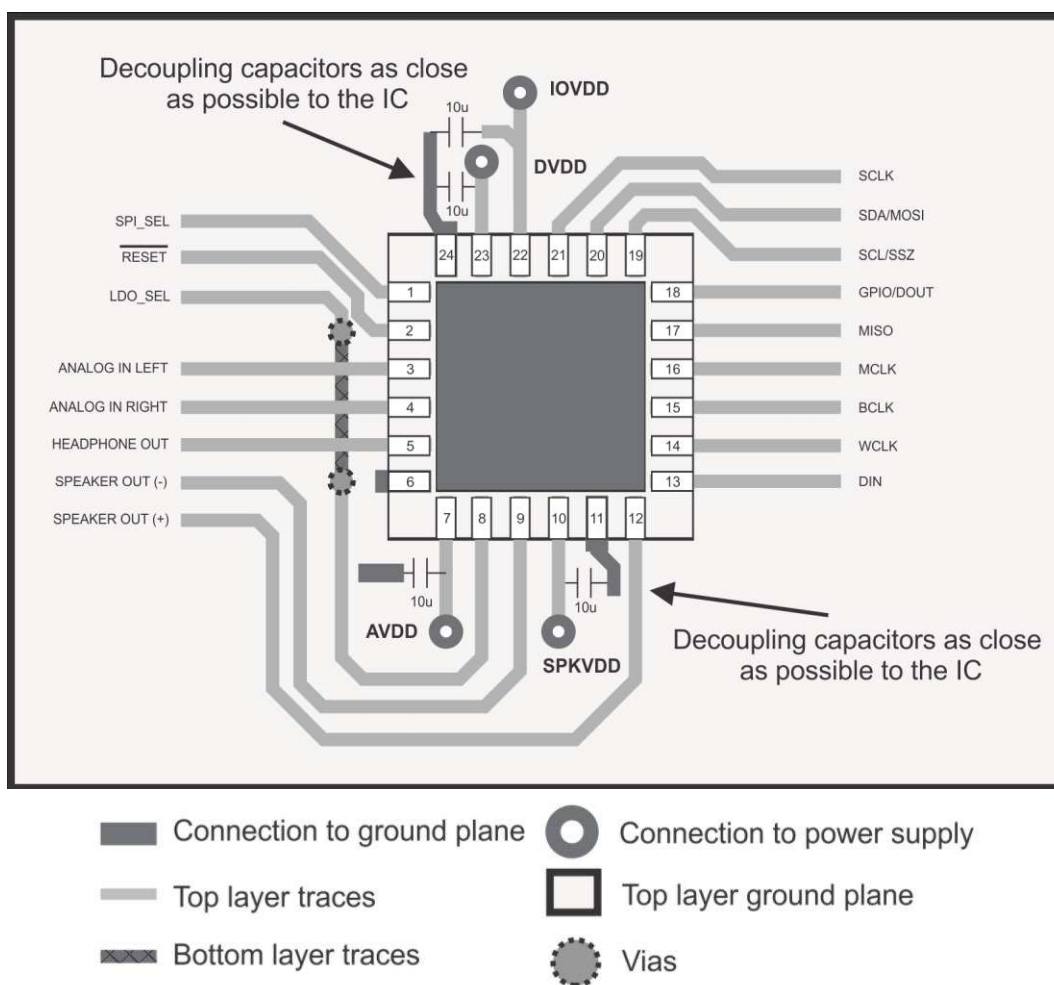 Decoupling capacitors as close
as possible to the IC
10u
IOVDD
DVDD
10u
SPI_SEL
RESET
LDO_SEL
ANALOG IN LEFT
ANALOG IN RIGHT
HEADPHONE OUT
SPEAKER OUT (-)
SPEAKER OUT (+)
24 23 22 21 20 19
1
2
3
4
5
6
7 8 9 10 11 12
18
17
16
15
14
13
SCLK
SDA/MOSI
SCL/SSZ
GPIO/DOUT
MISO
MCLK
BCLK
WCLK
DIN
10u
AVDD
10u
SPKVDD
Decoupling capacitors as close
as possible to the IC
Connection to ground plane
Connection to power supply
Top layer traces
Top layer ground plane
Bottom layer traces
Vias